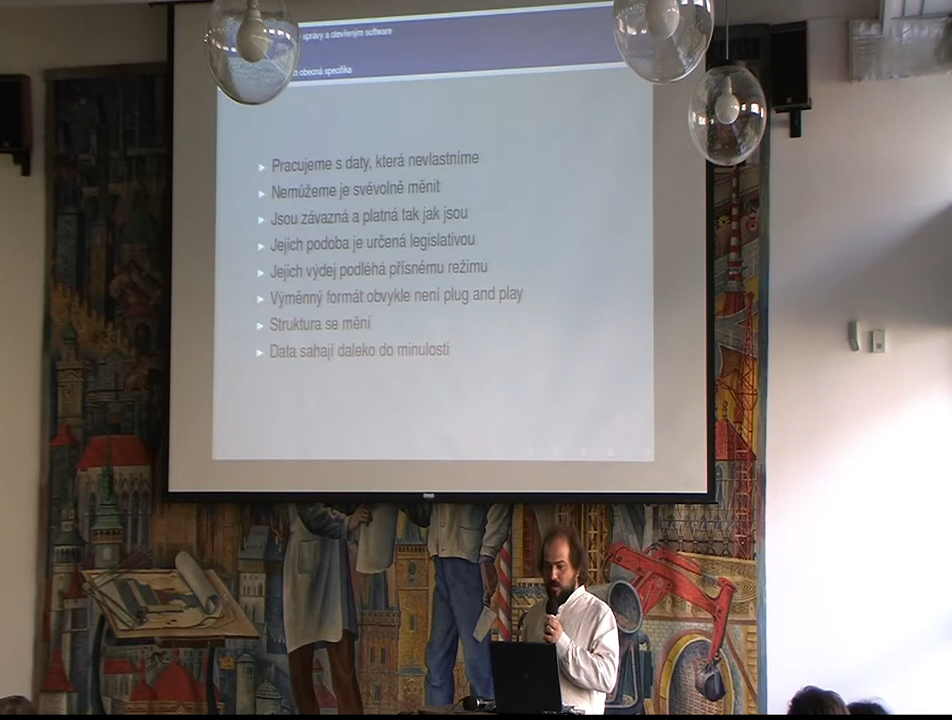 správy a otevřeným software
obecná specifika
Pracujeme s daty, která nevlastníme
Nemůžeme je svévolně měnit
Jsou závazná a platná tak jak jsou
Jejich podoba je určená legislativou
Jejich výdej podléhá přísnému režimu
Výměnný formát obvykle není plug and play
Struktura se mění
Data sahají daleko do minulosti